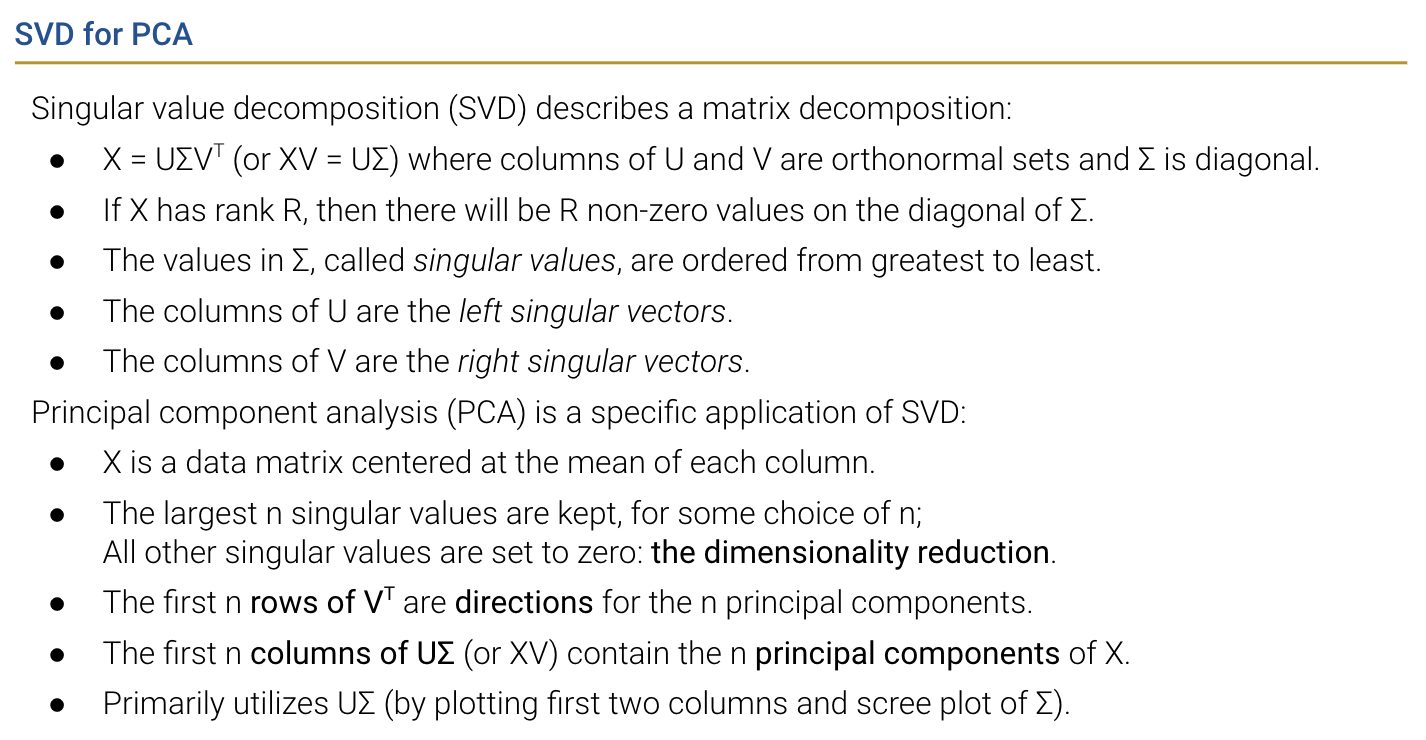 SVD for PCA
Singular value decomposition (SVD) describes a matrix decomposition:
● X = UΣVᵀ (or XV = UΣ) where columns of U and V are orthonormal sets and Σ is diagonal.
● If X has rank R, then there will be R non-zero values on the diagonal of Σ.
● The values in Σ, called singular values, are ordered from greatest to least.
● The columns of U are the left singular vectors.
● The columns of V are the right singular vectors.
Principal component analysis (PCA) is a specific application of SVD:
● X is a data matrix centered at the mean of each column.
● The largest n singular values are kept, for some choice of n;
All other singular values are set to zero: the dimensionality reduction.
● The first n rows of Vᵀ are directions for the n principal components.
● The first n columns of UΣ (or XV) contain the n principal components of X.
● Primarily utilizes UΣ (by plotting first two columns and scree plot of Σ).